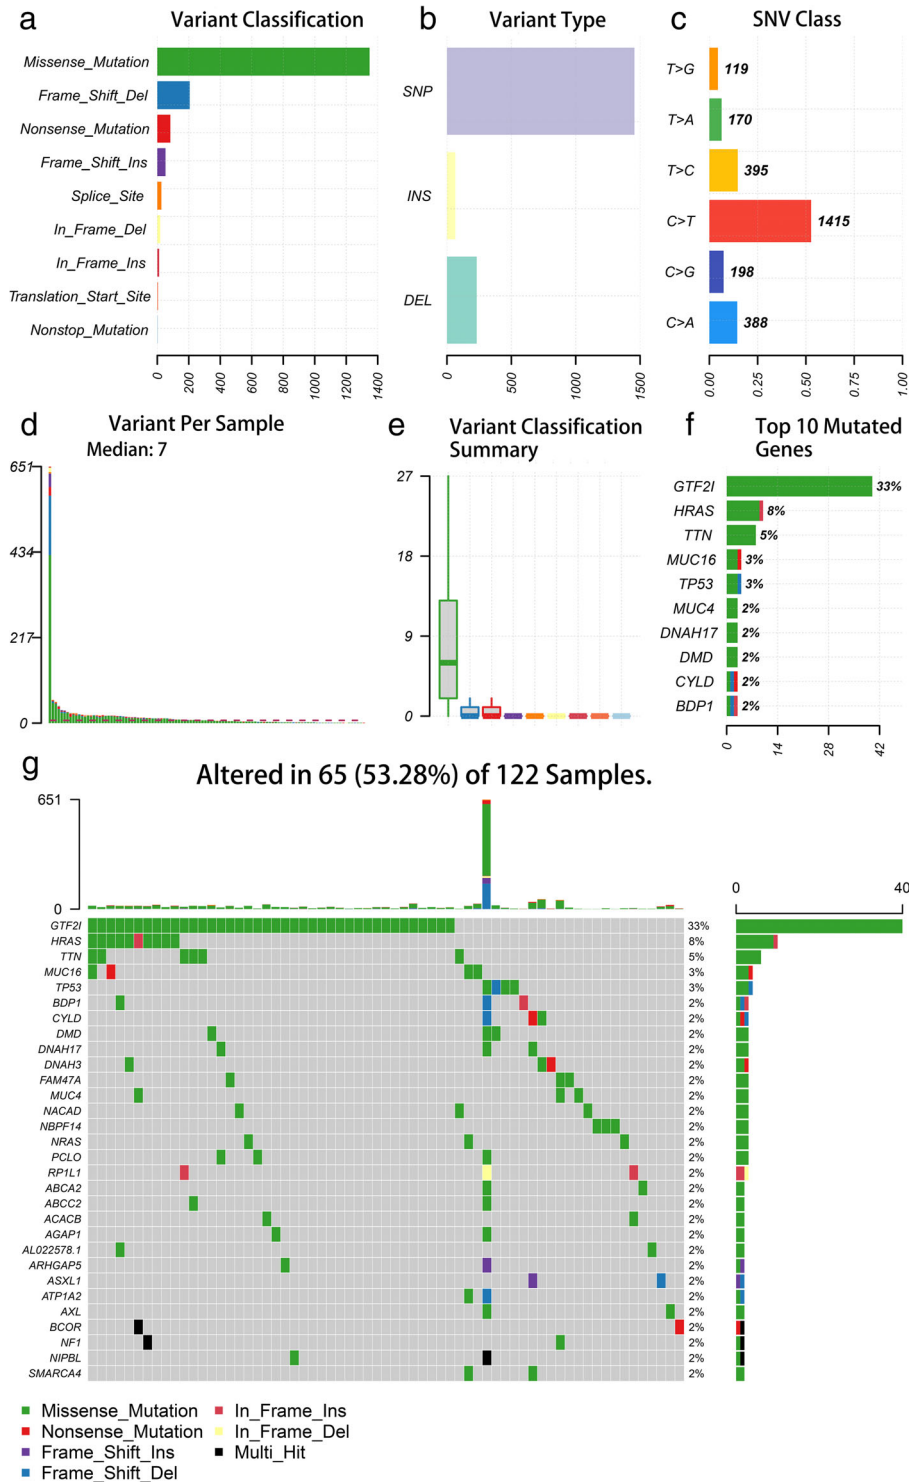 a
Variant Classification
Missense_Mutation
Frame_Shift_Del
Nonsense_Mutation
Frame_Shift_Ins
Splice_Site
In_Frame_Del
In_Frame_Ins
Translation_Start_Site
Nonstop_Mutation
0 200 400 600 800 1000 1200 1400
b
Variant Type
SNP
INS
DEL
0 500 1000 1500
c
SNV Class
T>G 119
T>A 170
T>C 395
C>T 1415
C>G 198
C>A 388
0.00 0.25 0.50 0.75 1.00
d
Variant Per Sample
Median: 7
651
434
217
0
e
Variant Classification
Summary
27
18
9
0
f
Top 10 Mutated
Genes
GTF2I 33%
HRAS 8%
TTN 5%
MUC16 3%
TP53 3%
MUC4 2%
DNAH17 2%
DMD 2%
CYLD 2%
BDP1 2%
0 14 28 42
g
Altered in 65 (53.28%) of 122 Samples.
651
0
0 40
GTF2I 33%
HRAS 8%
TTN 5%
MUC16 3%
TP53 3%
BDP1 2%
CYLD 2%
DMD 2%
DNAH17 2%
DNAH3 2%
FAM47A 2%
MUC4 2%
NACAD 2%
NBPF14 2%
NRAS 2%
PCLO 2%
RP1L1 2%
ABCA2 2%
ABCC2 2%
ACACB 2%
AGAP1 2%
AL022578.1 2%
ARHGAP5 2%
ASXL1 2%
ATP1A2 2%
AXL 2%
BCOR 2%
NF1 2%
NIPBL 2%
SMARCA4 2%
Missense_Mutation In_Frame_Ins
Nonsense_Mutation In_Frame_Del
Frame_Shift_Ins Multi_Hit
Frame_Shift_Del